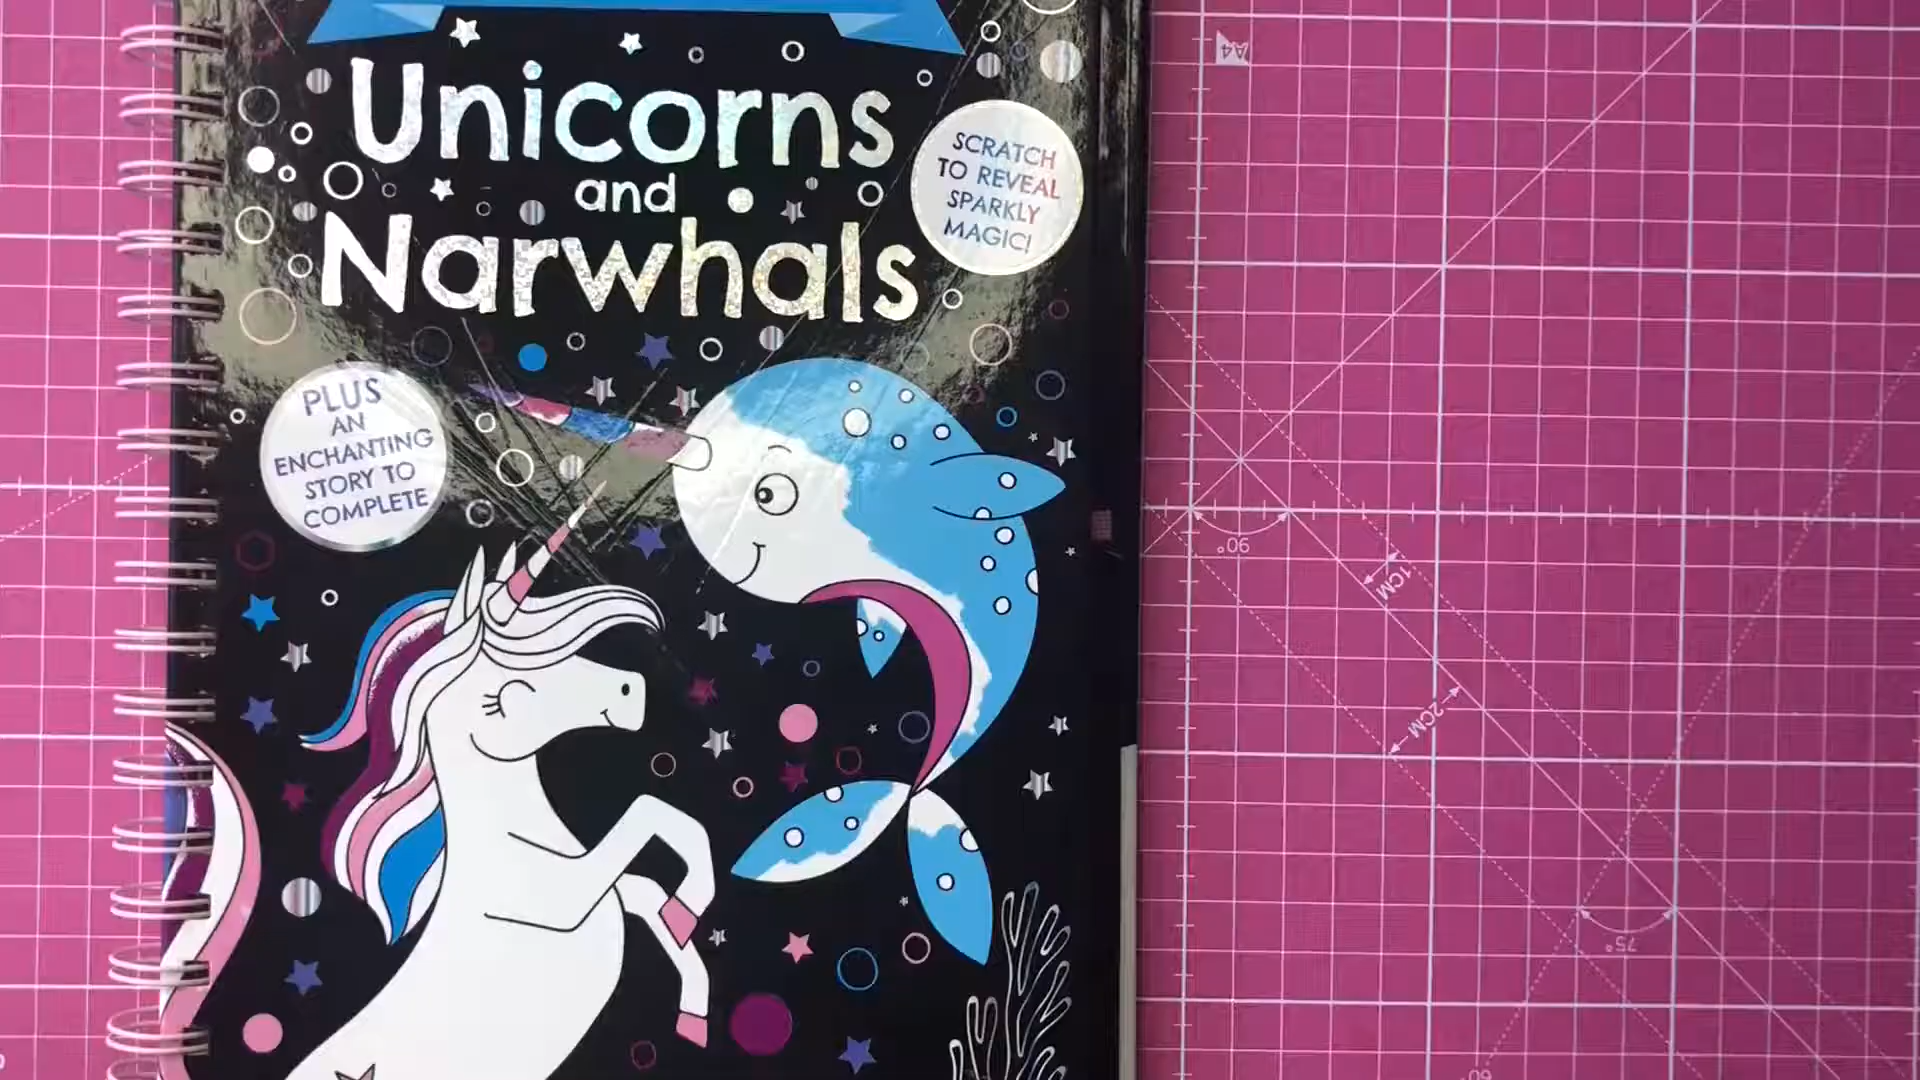 Unicorns
and
Narwhals
SCRATCH
TO REVEAL
SPARKLY
MAGIC!
PLUS
AN
ENCHANTING
STORY TO
COMPLETE
A4
90°
1CM
2CM
75°